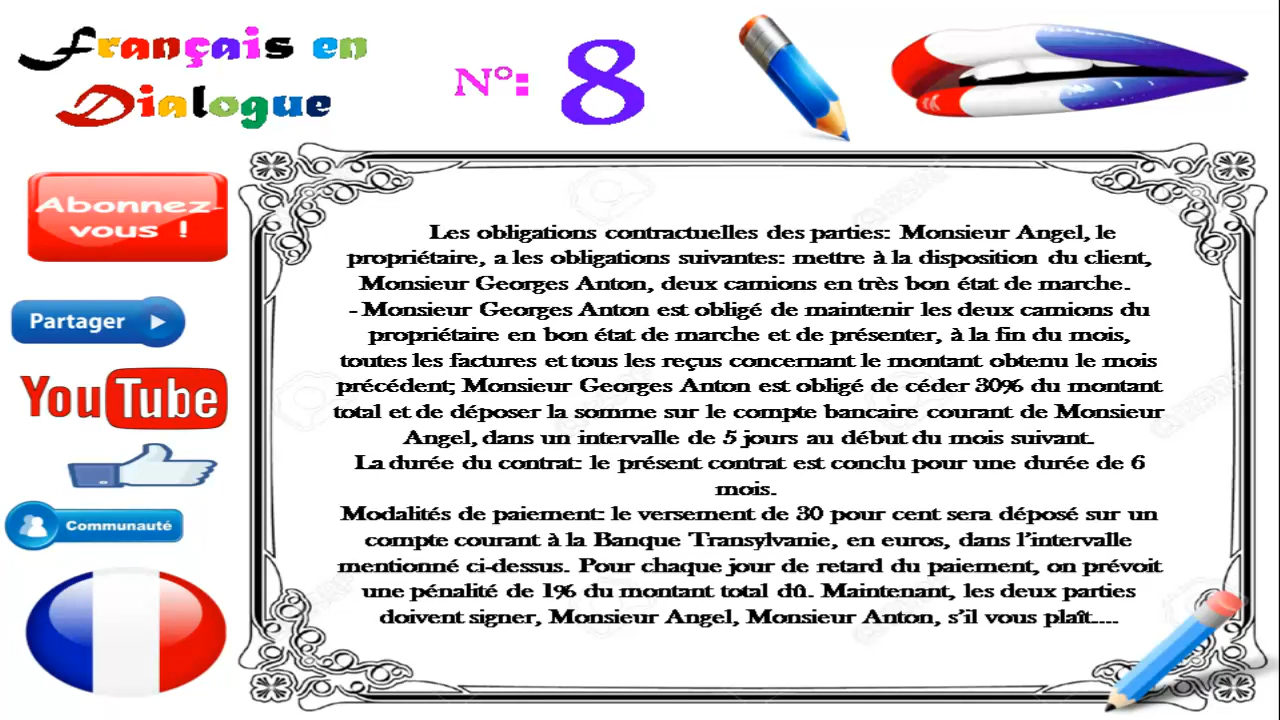 Français en
Dialogue
N°: 8
Abonnez-
vous !
Partager
YouTube
Communauté
Les obligations contractuelles des parties: Monsieur Angel, le
propriétaire, a les obligations suivantes: mettre à la disposition du client,
Monsieur Georges Anton, deux camions en très bon état de marche.
- Monsieur Georges Anton est obligé de maintenir les deux camions du
propriétaire en bon état de marche et de présenter, à la fin du mois,
toutes les factures et tous les reçus concernant le montant obtenu le mois
précédent; Monsieur Georges Anton est obligé de céder 30% du montant
total et de déposer la somme sur le compte bancaire courant de Monsieur
Angel, dans un intervalle de 5 jours au début du mois suivant.
La durée du contrat: le présent contrat est conclu pour une durée de 6
mois.
Modalités de paiement: le versement de 30 pour cent sera déposé sur un
compte courant à la Banque Transylvanie, en euros, dans l'intervalle
mentionné ci-dessus. Pour chaque jour de retard du paiement, on prévoit
une pénalité de 1% du montant total dû. Maintenant, les deux parties
doivent signer, Monsieur Angel, Monsieur Anton, s'il vous plaît....